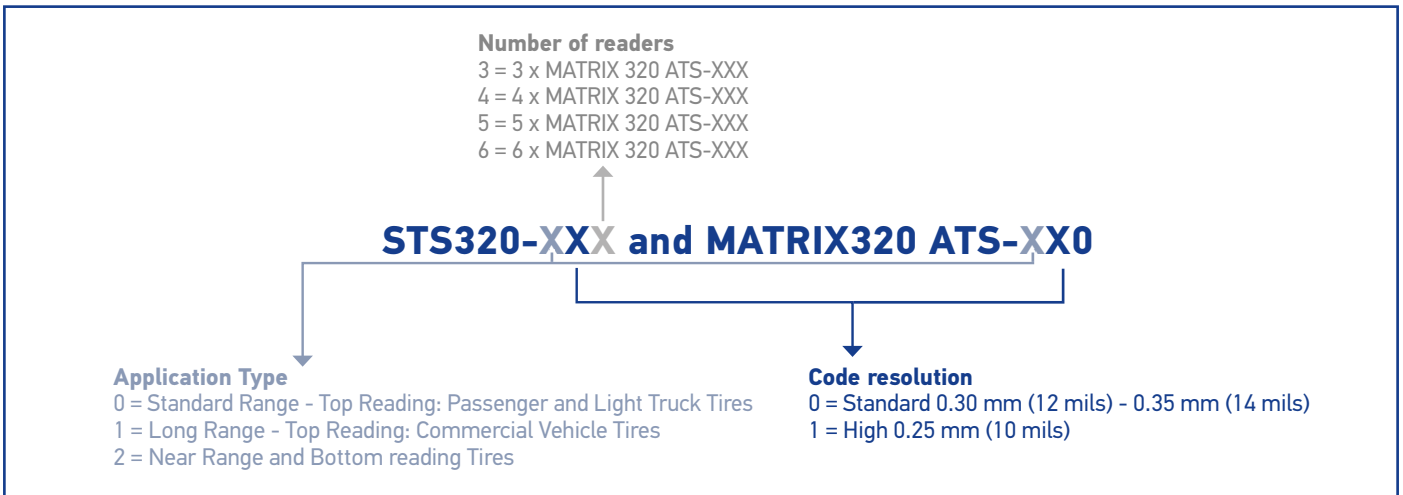 Number of readers
3 = 3 x MATRIX 320 ATS-XXX
4 = 4 x MATRIX 320 ATS-XXX
5 = 5 x MATRIX 320 ATS-XXX
6 = 6 x MATRIX 320 ATS-XXX
STS320-XXX and MATRIX320 ATS-XX0
Application Type
0 = Standard Range - Top Reading: Passenger and Light Truck Tires
1 = Long Range - Top Reading: Commercial Vehicle Tires
2 = Near Range and Bottom reading Tires
Code resolution
0 = Standard 0.30 mm (12 mils) - 0.35 mm (14 mils)
1 = High 0.25 mm (10 mils)